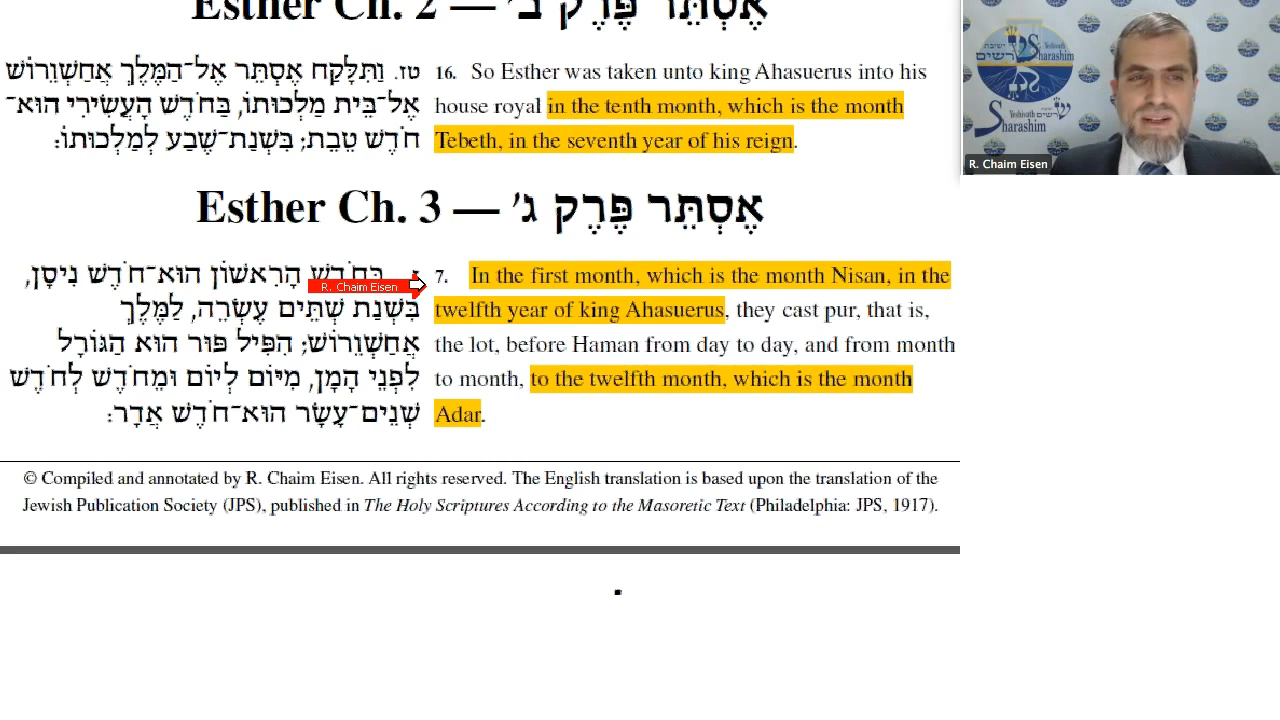 Esther Ch. 2 — אֶסְתֵּר פֶּרֶק ב׳
טז. וַתִּלָּקַח אֶסְתֵּר אֶל־הַמֶּלֶךְ אֲחַשְׁוֵרוֹשׁ
אֶל־בֵּית מַלְכוּתוֹ, בַּחֹדֶשׁ הָעֲשִׂירִי הוּא־
חֹדֶשׁ טֵבֵת; בִּשְׁנַת־שֶׁבַע לְמַלְכוּתוֹ:
16. So Esther was taken unto king Ahasuerus into his
house royal in the tenth month, which is the month
Tebeth, in the seventh year of his reign.
Esther Ch. 3 — אֶסְתֵּר פֶּרֶק ג׳
בַּחֹדֶשׁ הָרִאשׁוֹן הוּא־חֹדֶשׁ נִיסָן,
בִּשְׁנַת שְׁתֵּים עֶשְׂרֵה, לַמֶּלֶךְ
אֲחַשְׁוֵרוֹשׁ; הִפִּיל פּוּר הוּא הַגּוֹרָל
לִפְנֵי הָמָן, מִיּוֹם לְיוֹם וּמֵחֹדֶשׁ לְחֹדֶשׁ
שְׁנֵים־עָשָׂר הוּא־חֹדֶשׁ אֲדָר:
R. Chaim Eisen
7. In the first month, which is the month Nisan, in the
twelfth year of king Ahasuerus, they cast pur, that is,
the lot, before Haman from day to day, and from month
to month, to the twelfth month, which is the month
Adar.
© Compiled and annotated by R. Chaim Eisen. All rights reserved. The English translation is based upon the translation of the
Jewish Publication Society (JPS), published in The Holy Scriptures According to the Masoretic Text (Philadelphia: JPS, 1917).
ישיבת
שרשים
Yeshivath
Sharashim
Yeshivath
ישיבת שרשים
Sharashim
R. Chaim Eisen